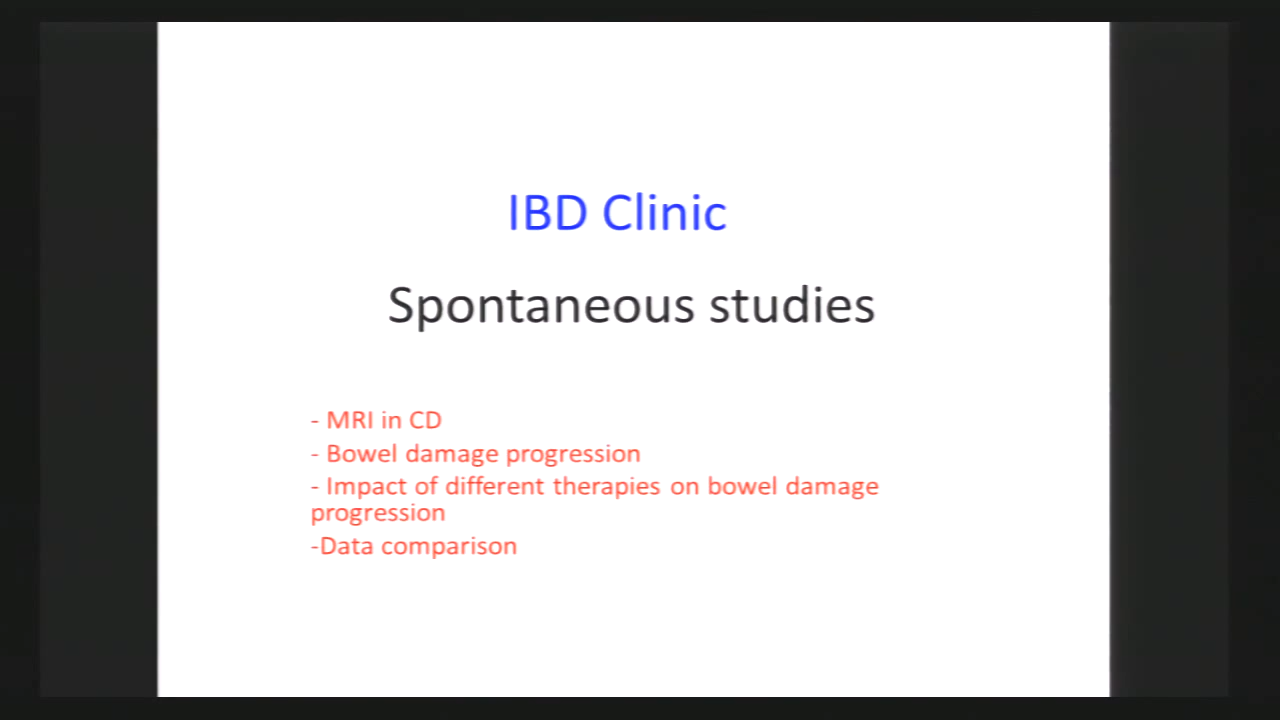 IBD Clinic
Spontaneous studies
- MRI in CD
- Bowel damage progression
- Impact of different therapies on bowel damage
progression
-Data comparison